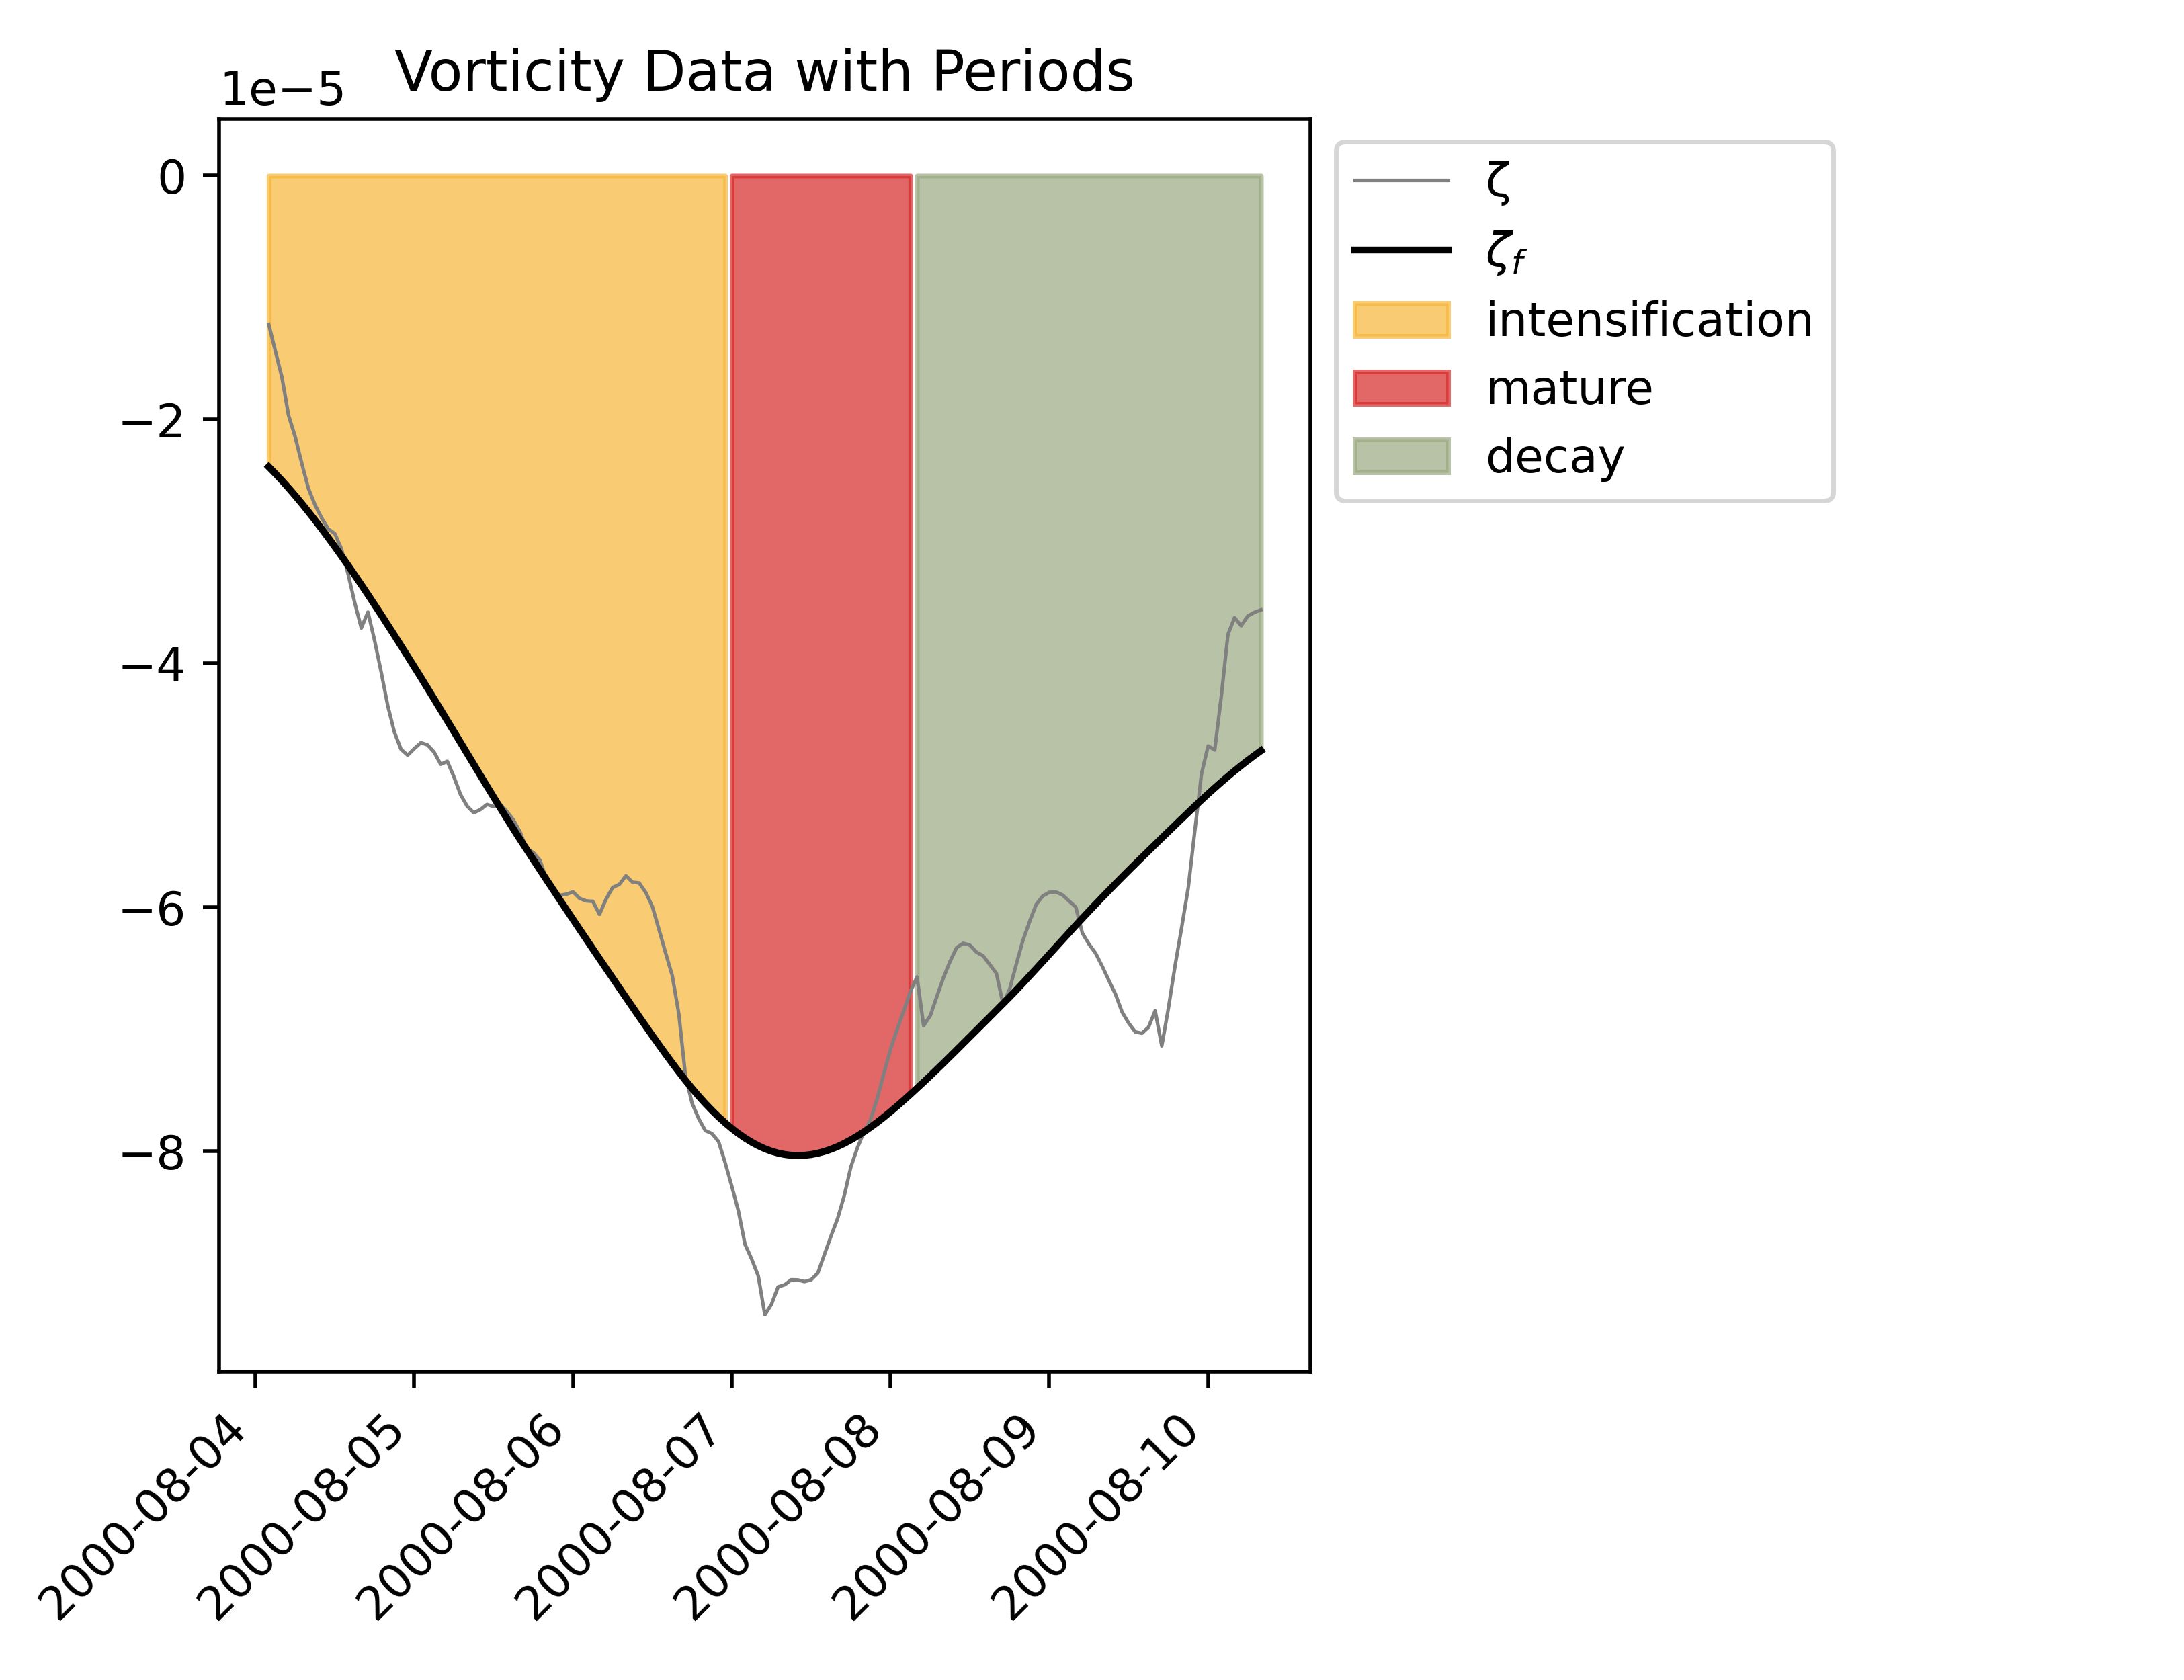 Vorticity Data with Periods
1e−5
0
−2
−4
−6
−8
2000-08-04
2000-08-05
2000-08-06
2000-08-07
2000-08-08
2000-08-09
2000-08-10
ζ
ζf
intensification
mature
decay